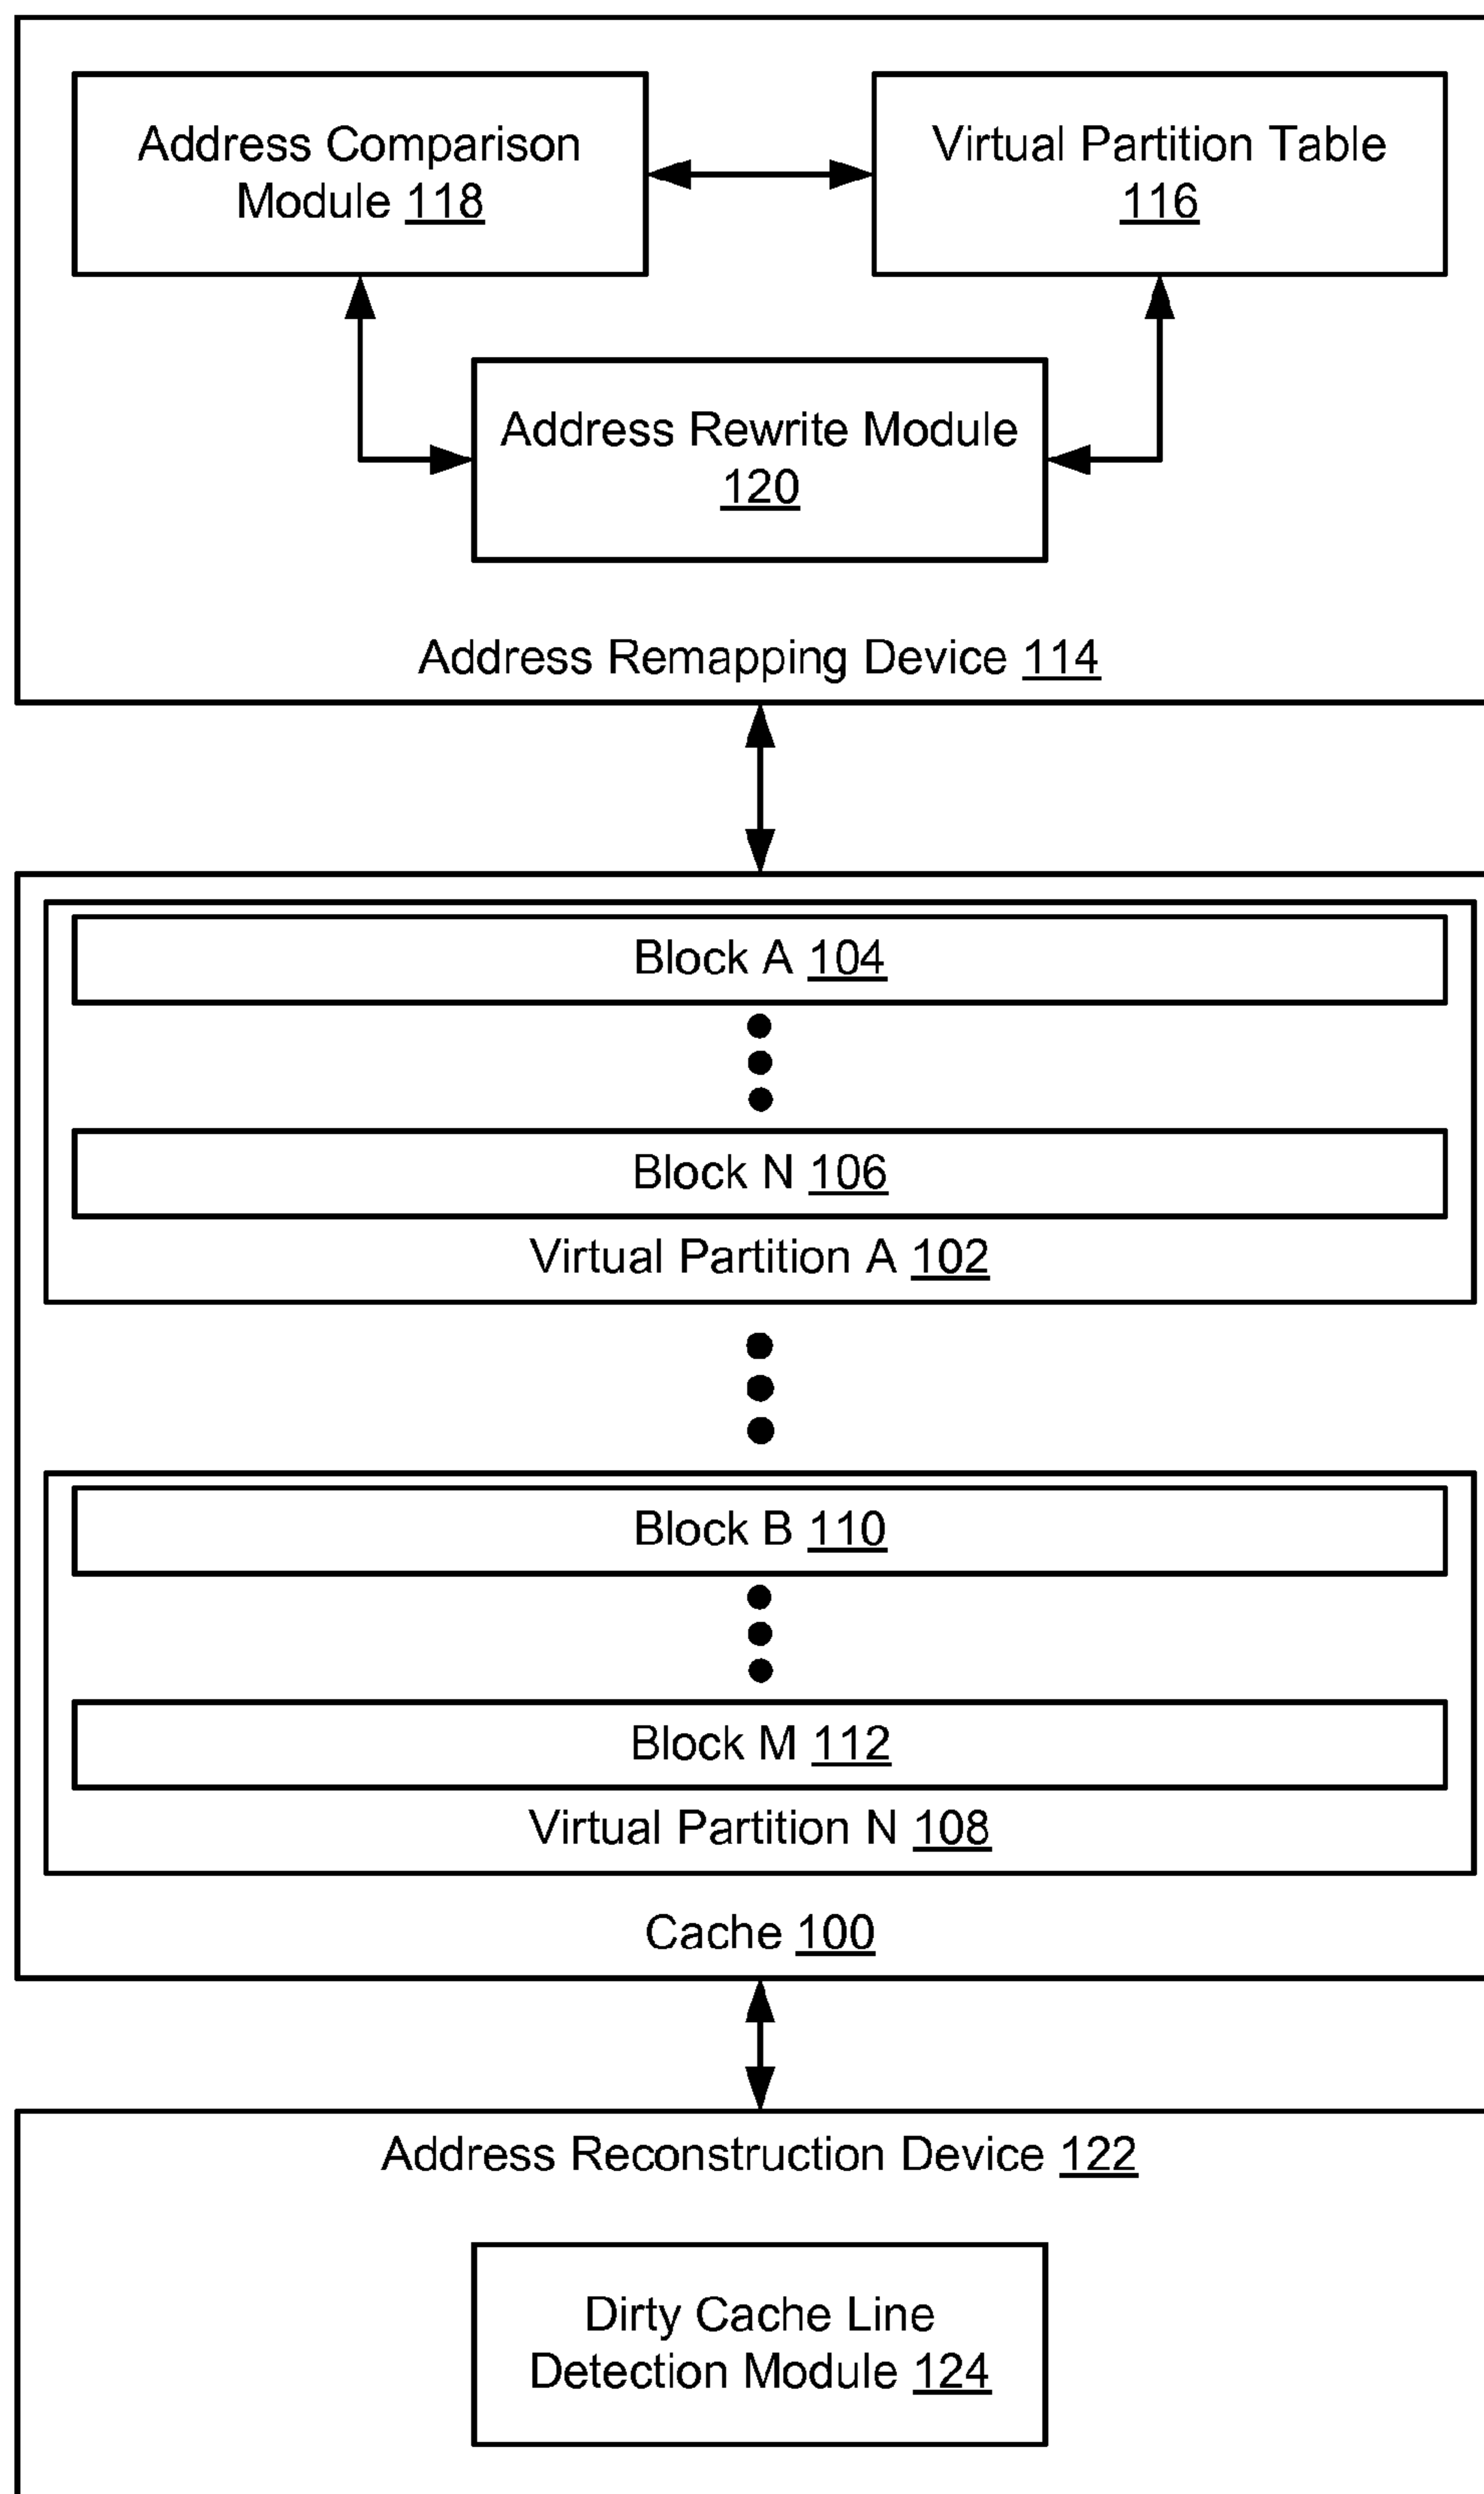 Address Comparison
Module 118
Virtual Partition Table
116
Address Rewrite Module
120
Address Remapping Device 114
Block A 104
Block N 106
Virtual Partition A 102
Block B 110
Block M 112
Virtual Partition N 108
Cache 100
Address Reconstruction Device 122
Dirty Cache Line
Detection Module 124